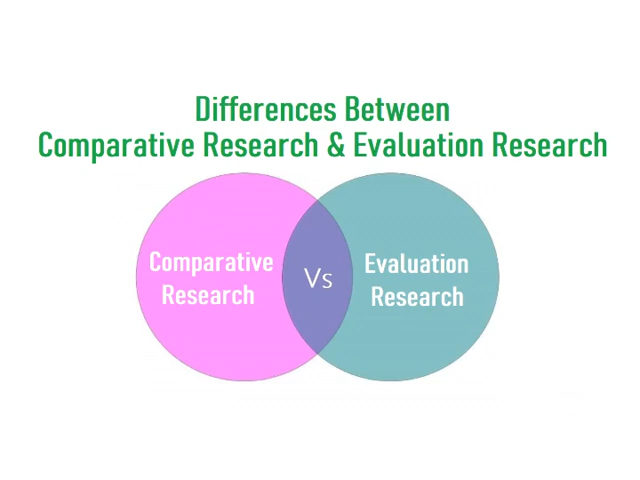 Differences Between
Comparative Research & Evaluation Research
Comparative
Research
Vs
Evaluation
Research